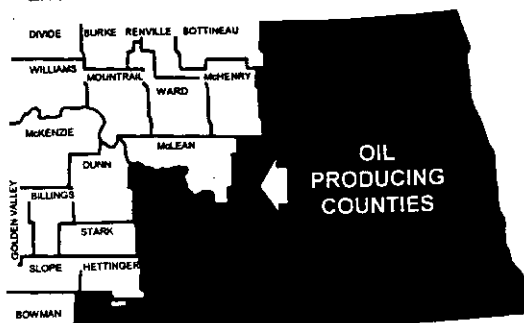 DIVIDE BURKE RENVILLE BOTTINEAU
WILLIAMS
MOUNTRAIL
WARD
McHENRY
McKENZIE
McLEAN
DUNN
BILLINGS
GOLDEN VALLEY
STARK
SLOPE HETTINGER
BOWMAN
OIL
PRODUCING
COUNTIES